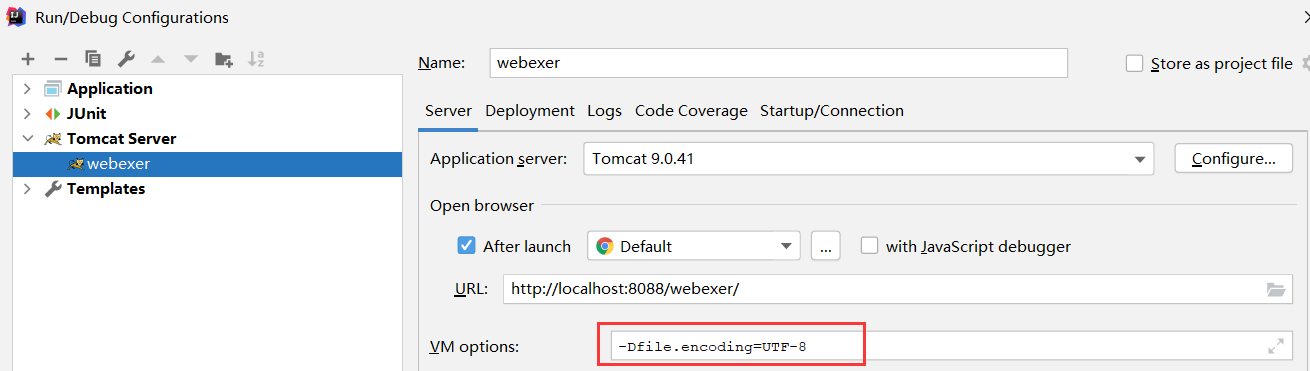 Run/Debug Configurations
Name: webexer
Store as project file
Application
JUnit
Tomcat Server
webexer
Templates
Server Deployment Logs Code Coverage Startup/Connection
Application server: Tomcat 9.0.41 Configure...
Open browser
After launch Default ... with JavaScript debugger
URL: http://localhost:8088/webexer/
VM options: -Dfile.encoding=UTF-8